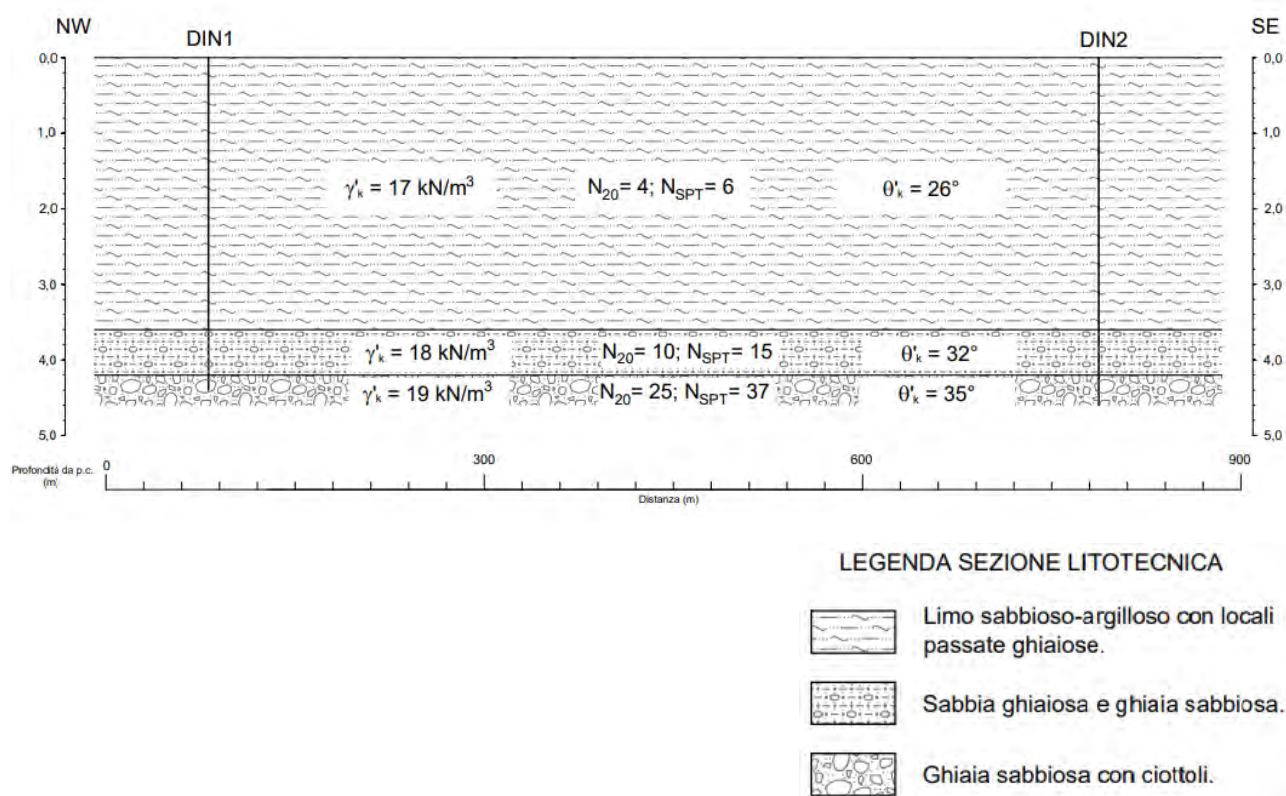 NW
SE
DIN1
DIN2
0,0
0,0
1,0
1,0
γ'k = 17 kN/m³
N20= 4; NSPT= 6
θ'k = 26°
2,0
2,0
3,0
3,0
γ'k = 18 kN/m³
N20= 10; NSPT= 15
θ'k = 32°
4,0
4,0
γ'k = 19 kN/m³
N20= 25; NSPT= 37
θ'k = 35°
5,0
5,0
Profondità da p.c.
(m)
0
300
600
900
Distanza (m)
LEGENDA SEZIONE LITOTECNICA
Limo sabbioso-argilloso con locali
passate ghiaiose.
Sabbia ghiaiosa e ghiaia sabbiosa.
Ghiaia sabbiosa con ciottoli.